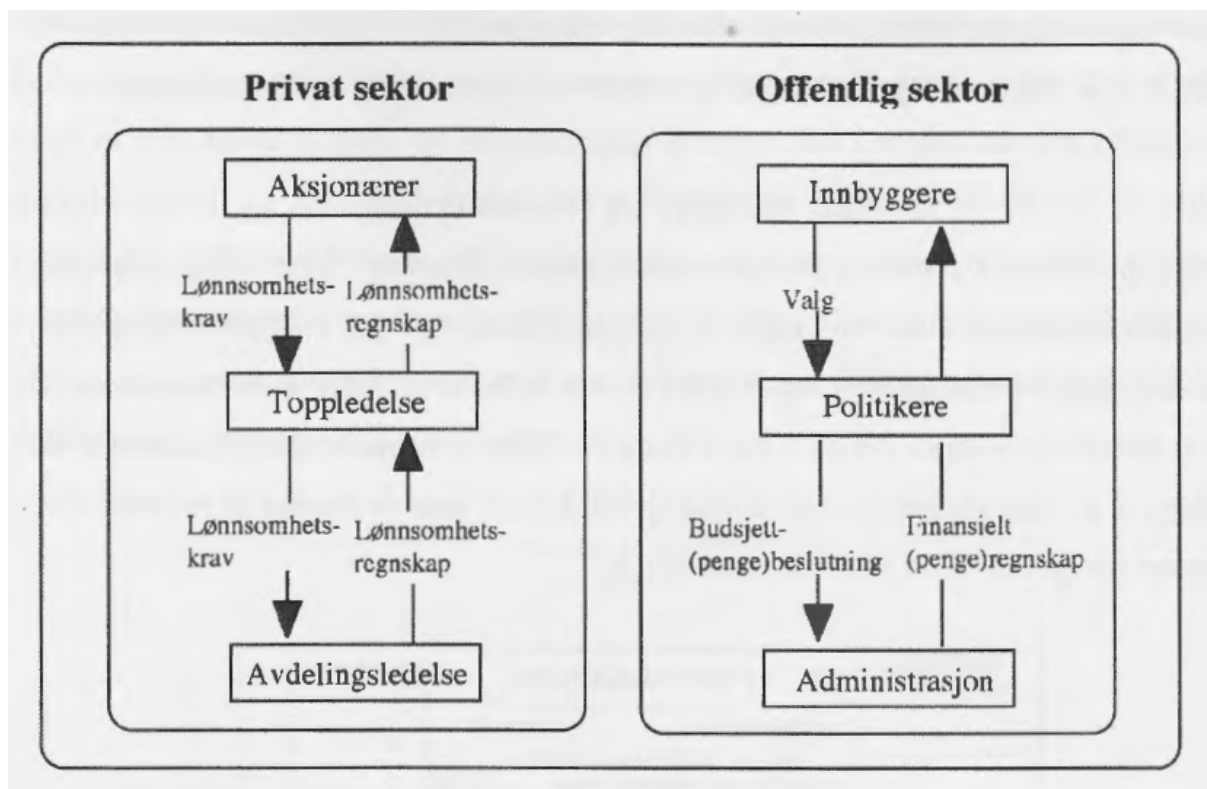 Privat sektor
Aksjonærer
Lønnsomhets-
krav
Lønnsomhets-
regnskap
Toppledelse
Lønnsomhets-
krav
Lønnsomhets-
regnskap
Avdelingsledelse
Offentlig sektor
Innbyggere
Valg
Politikere
Budsjett-
(penge)beslutning
Finansielt
(penge)regnskap
Administrasjon